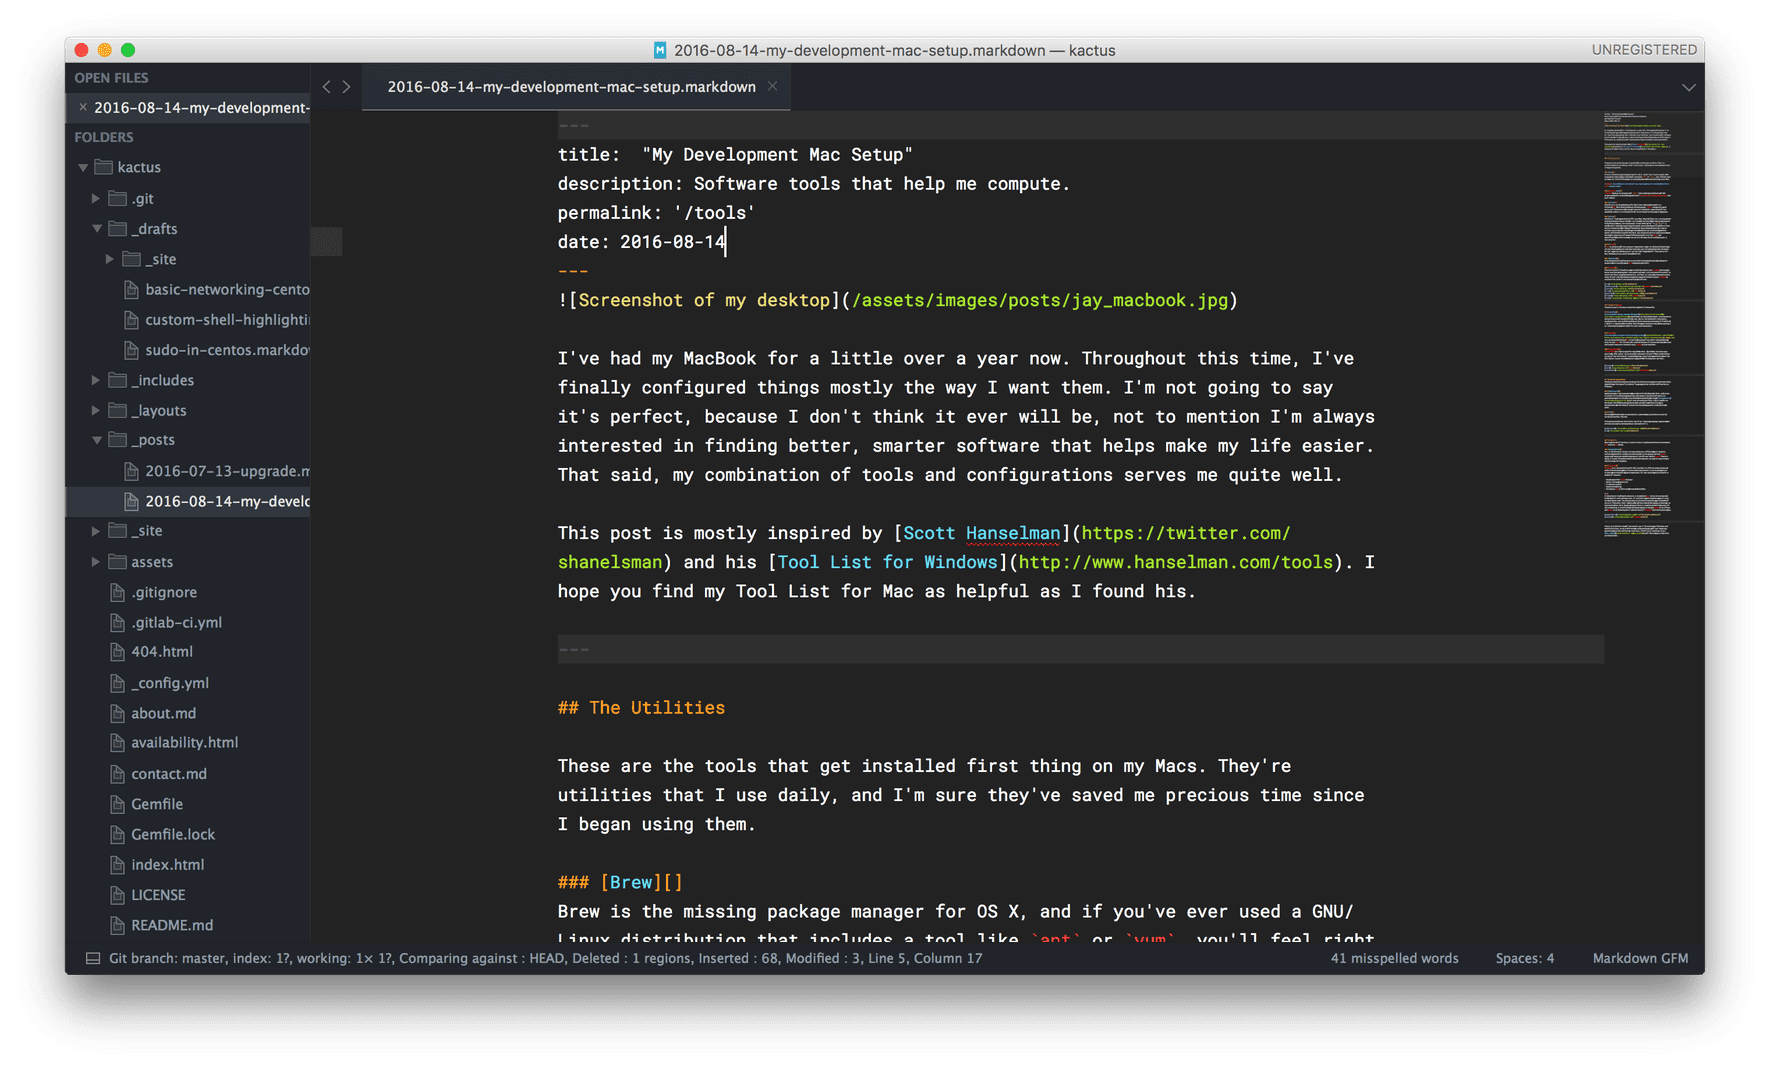 2016-08-14-my-development-mac-setup.markdown — kactus
UNREGISTERED
OPEN FILES
2016-08-14-my-development-
FOLDERS
kactus
.git
_drafts
_site
basic-networking-cento
custom-shell-highlighti
sudo-in-centos.markdov
_includes
_layouts
_posts
2016-07-13-upgrade.m
2016-08-14-my-develo
_site
assets
.gitignore
.gitlab-ci.yml
404.html
_config.yml
about.md
availability.html
contact.md
Gemfile
Gemfile.lock
index.html
LICENSE
README.md
2016-08-14-my-development-mac-setup.markdown
---
title:  "My Development Mac Setup"
description: Software tools that help me compute.
permalink: '/tools'
date: 2016-08-14
---
![Screenshot of my desktop](/assets/images/posts/jay_macbook.jpg)
I've had my MacBook for a little over a year now. Throughout this time, I've
finally configured things mostly the way I want them. I'm not going to say
it's perfect, because I don't think it ever will be, not to mention I'm always
interested in finding better, smarter software that helps make my life easier.
That said, my combination of tools and configurations serves me quite well.
This post is mostly inspired by [Scott Hanselman](https://twitter.com/
shanelsman) and his [Tool List for Windows](http://www.hanselman.com/tools). I
hope you find my Tool List for Mac as helpful as I found his.
---
## The Utilities
These are the tools that get installed first thing on my Macs. They're
utilities that I use daily, and I'm sure they've saved me precious time since
I began using them.
### [Brew][]
Brew is the missing package manager for OS X, and if you've ever used a GNU/
Linux distribution that includes a tool like `apt` or `yum`, you'll feel right
Git branch: master, index: 1?, working: 1× 1?, Comparing against : HEAD, Deleted : 1 regions, Inserted : 68, Modified : 3, Line 5, Column 17
41 misspelled words
Spaces: 4
Markdown GFM